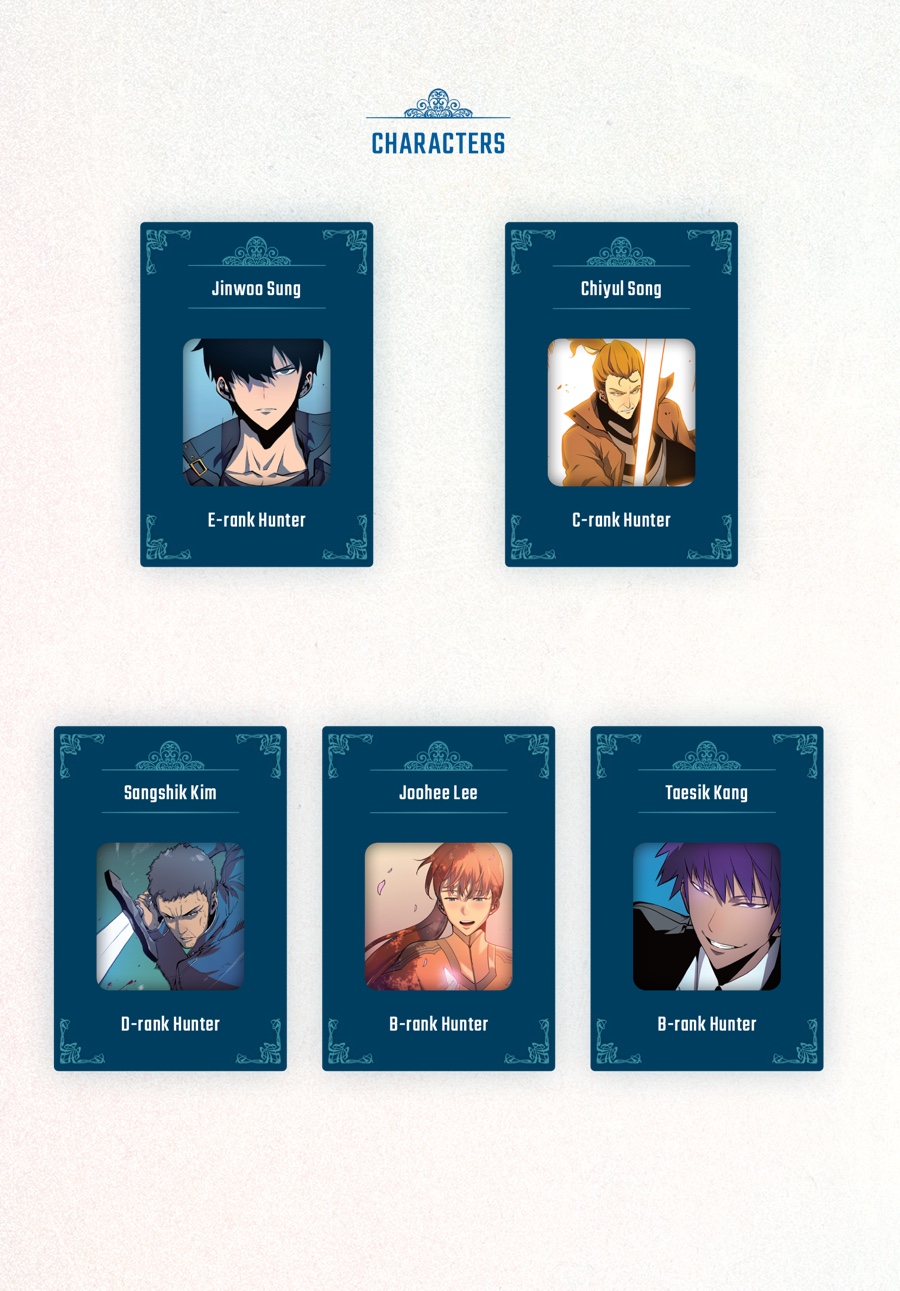 CHARACTERS
Jinwoo Sung
E-rank Hunter
Chiyul Song
C-rank Hunter
Sangshik Kim
D-rank Hunter
Joohee Lee
B-rank Hunter
Taesik Kang
B-rank Hunter